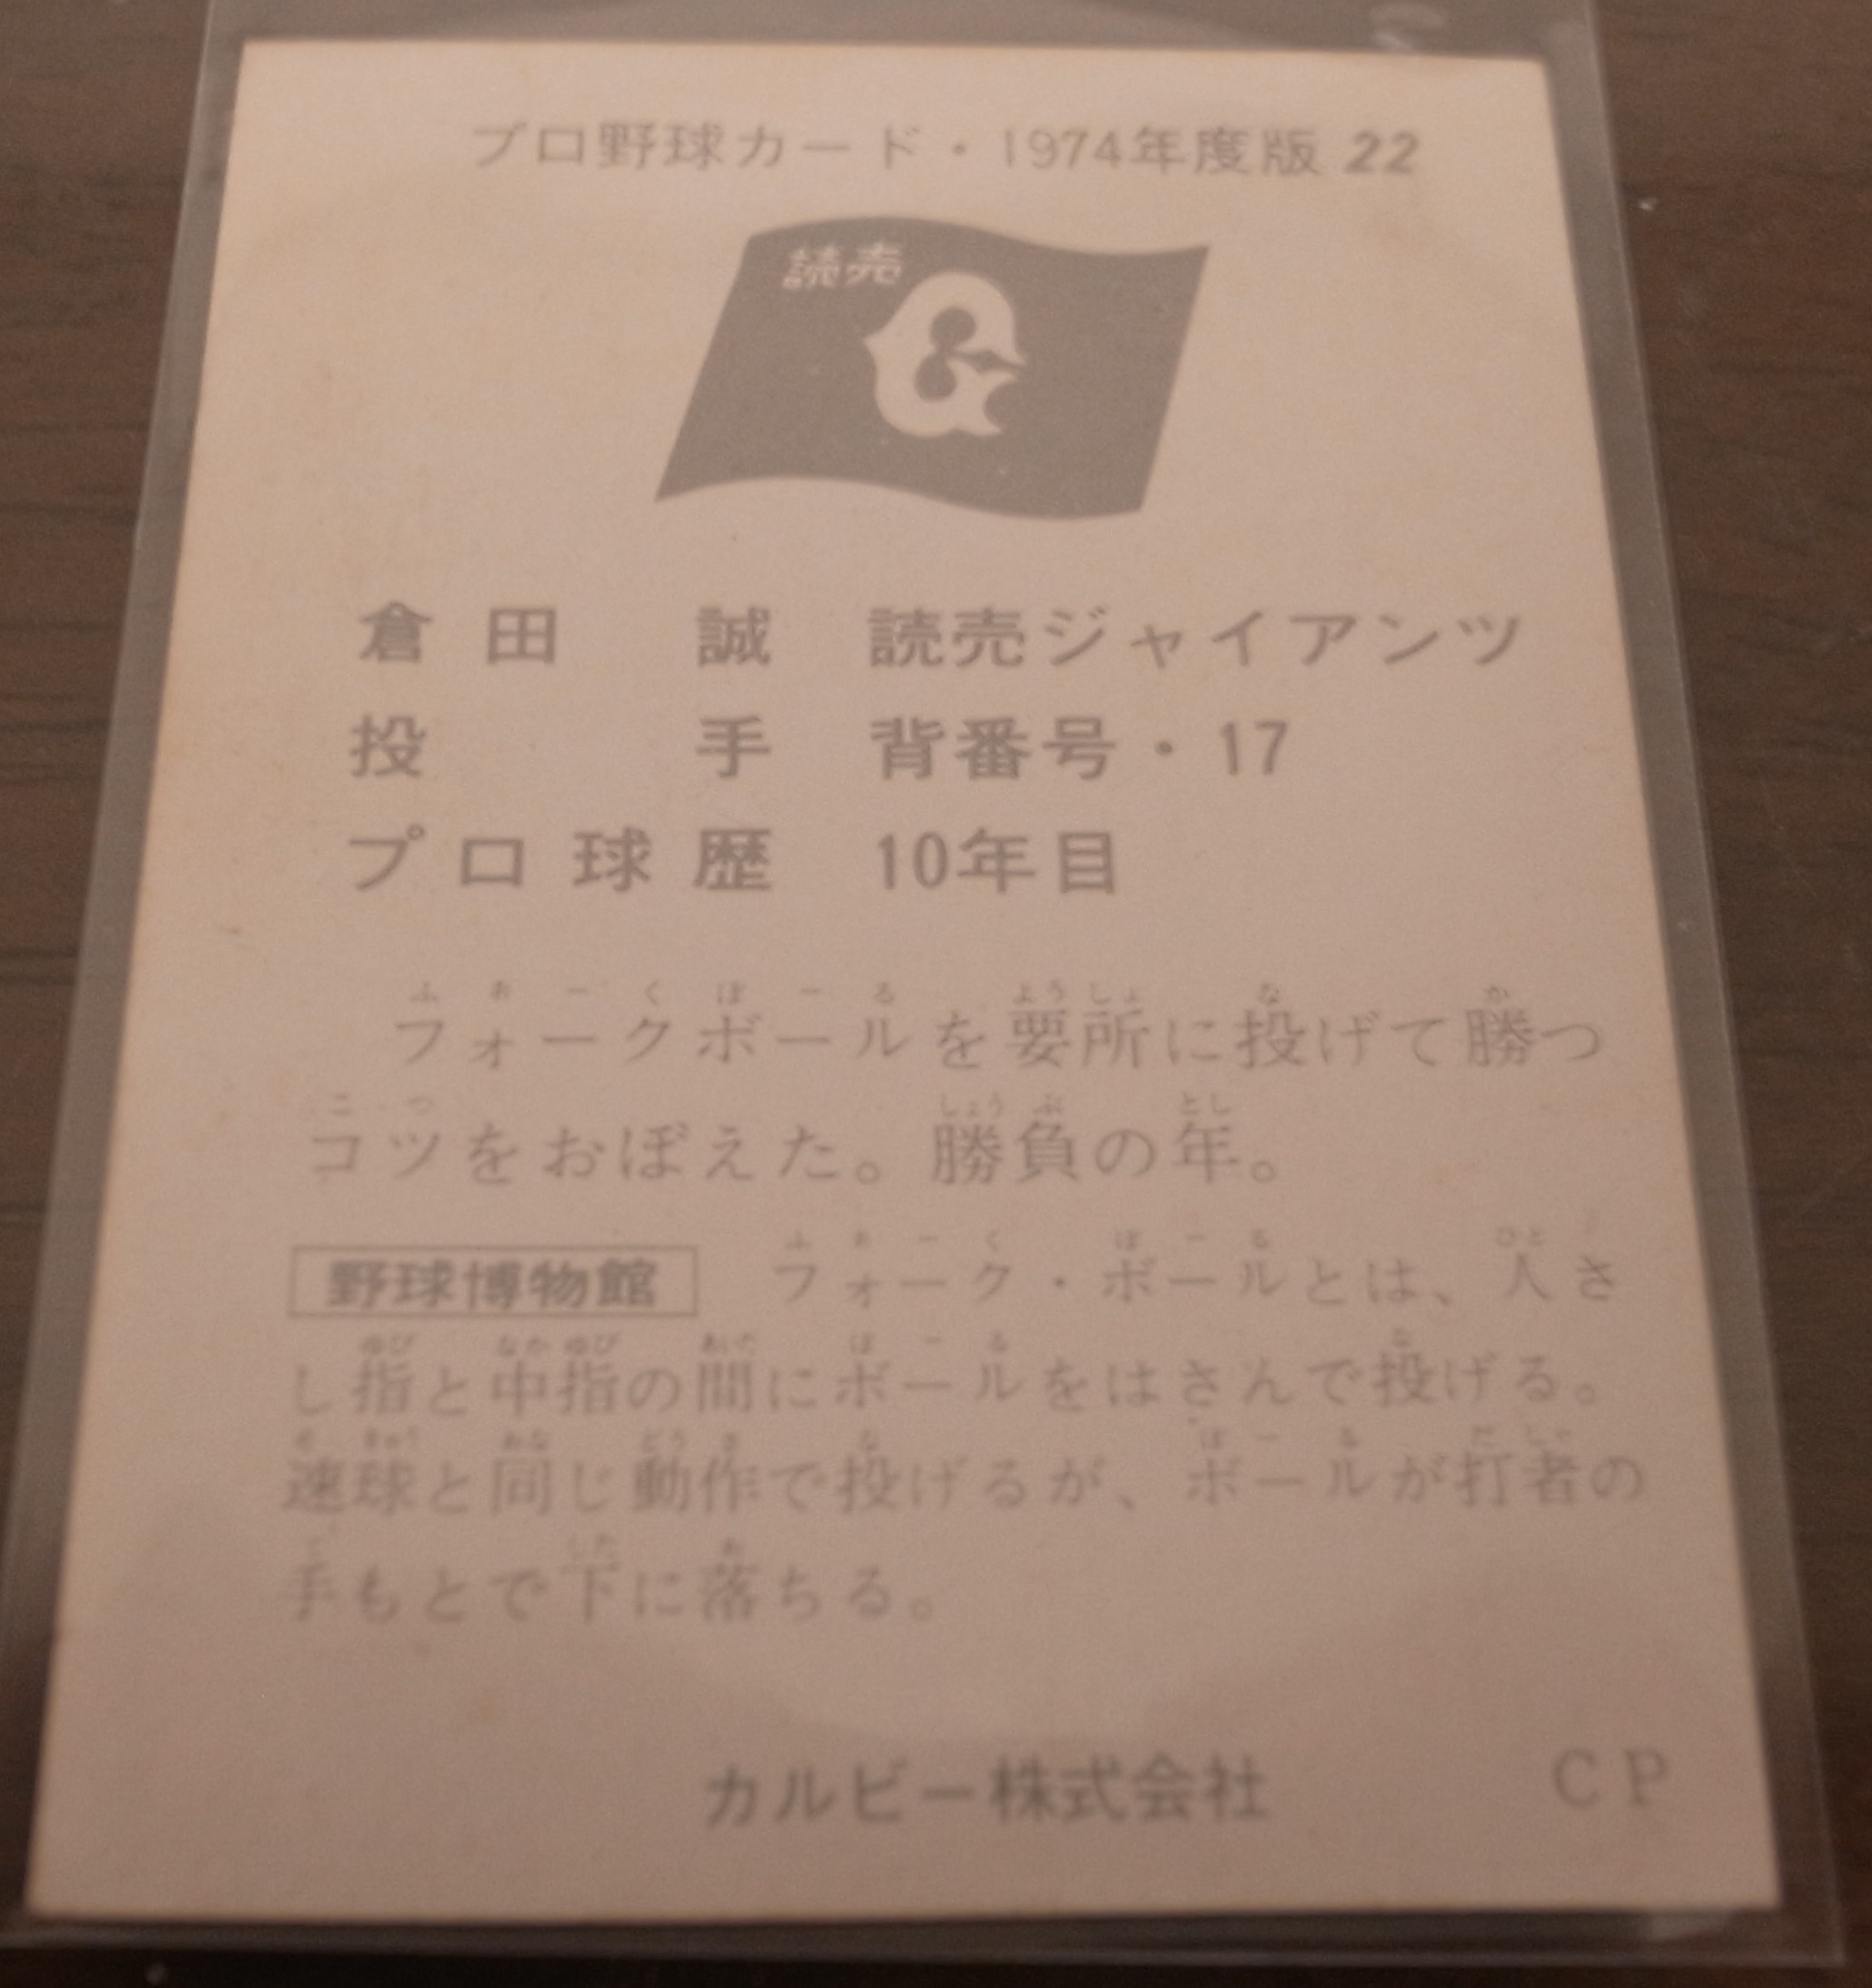 プロ野球カード・1974年度版 22
読売
倉田 誠 読売ジャイアンツ
投手 背番号・17
プロ球歴 10年目
フォークボールを要所に投げて勝つ
コツをおぼえた。勝負の年。
野球博物館 フォーク・ボールとは、人さ
し指と中指の間にボールをはさんで投げる。
速球と同じ動作で投げるが、ボールが打者の
手もとで下に落ちる。
カルビー株式会社 CP